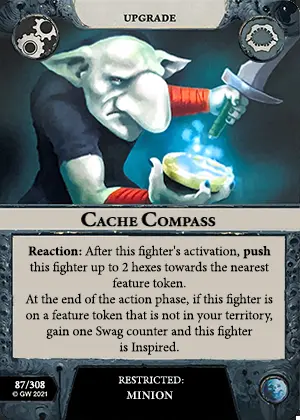 UPGRADE
CACHE COMPASS
Reaction: After this fighter's activation, push
this fighter up to 2 hexes towards the nearest
feature token.
At the end of the action phase, if this fighter is
on a feature token that is not in your territory,
gain one Swag counter and this fighter
is Inspired.
87/308
© GW 2021
RESTRICTED:
MINION